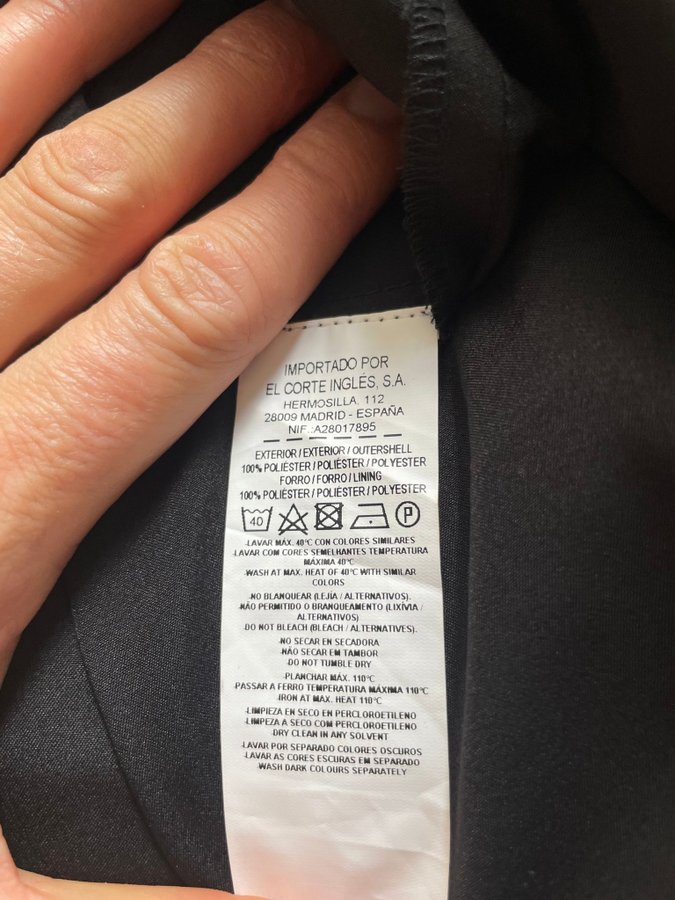 IMPORTADO POR
EL CORTE INGLÉS, S.A.
HERMOSILLA, 112
28009 MADRID - ESPAÑA
NIF.:A28017895
EXTERIOR / EXTERIOR / OUTERSHELL
100% POLIÉSTER / POLIÉSTER / POLYESTER
FORRO / FORRO / LINING
100% POLIÉSTER / POLIÉSTER / POLYESTER
40 P
-LAVAR MÁX. 40°C CON COLORES SIMILARES
-LAVAR COM CORES SEMELHANTES TEMPERATURA
MÁXIMA 40°C
-WASH AT MAX. HEAT OF 40°C WITH SIMILAR
COLORS
-NO BLANQUEAR (LEJÍA / ALTERNATIVOS).
-NÃO PERMITIDO O BRANQUEAMENTO (LIXÍVIA /
ALTERNATIVOS)
-DO NOT BLEACH (BLEACH / ALTERNATIVES).
-NO SECAR EN SECADORA
-NÃO SECAR EM TAMBOR
-DO NOT TUMBLE DRY
-PLANCHAR MÁX. 110°C
-PASSAR A FERRO TEMPERATURA MÁXIMA 110°C
-IRON AT MAX. HEAT 110°C
-LIMPIEZA EN SECO EN PERCLOROETILENO
-LIMPEZA A SECO COM PERCLOROETILENO
DRY CLEAN IN ANY SOLVENT
-LAVAR POR SEPARADO COLORES OSCUROS
-LAVAR AS CORES ESCURAS EM SEPARADO
-WASH DARK COLOURS SEPARATELY